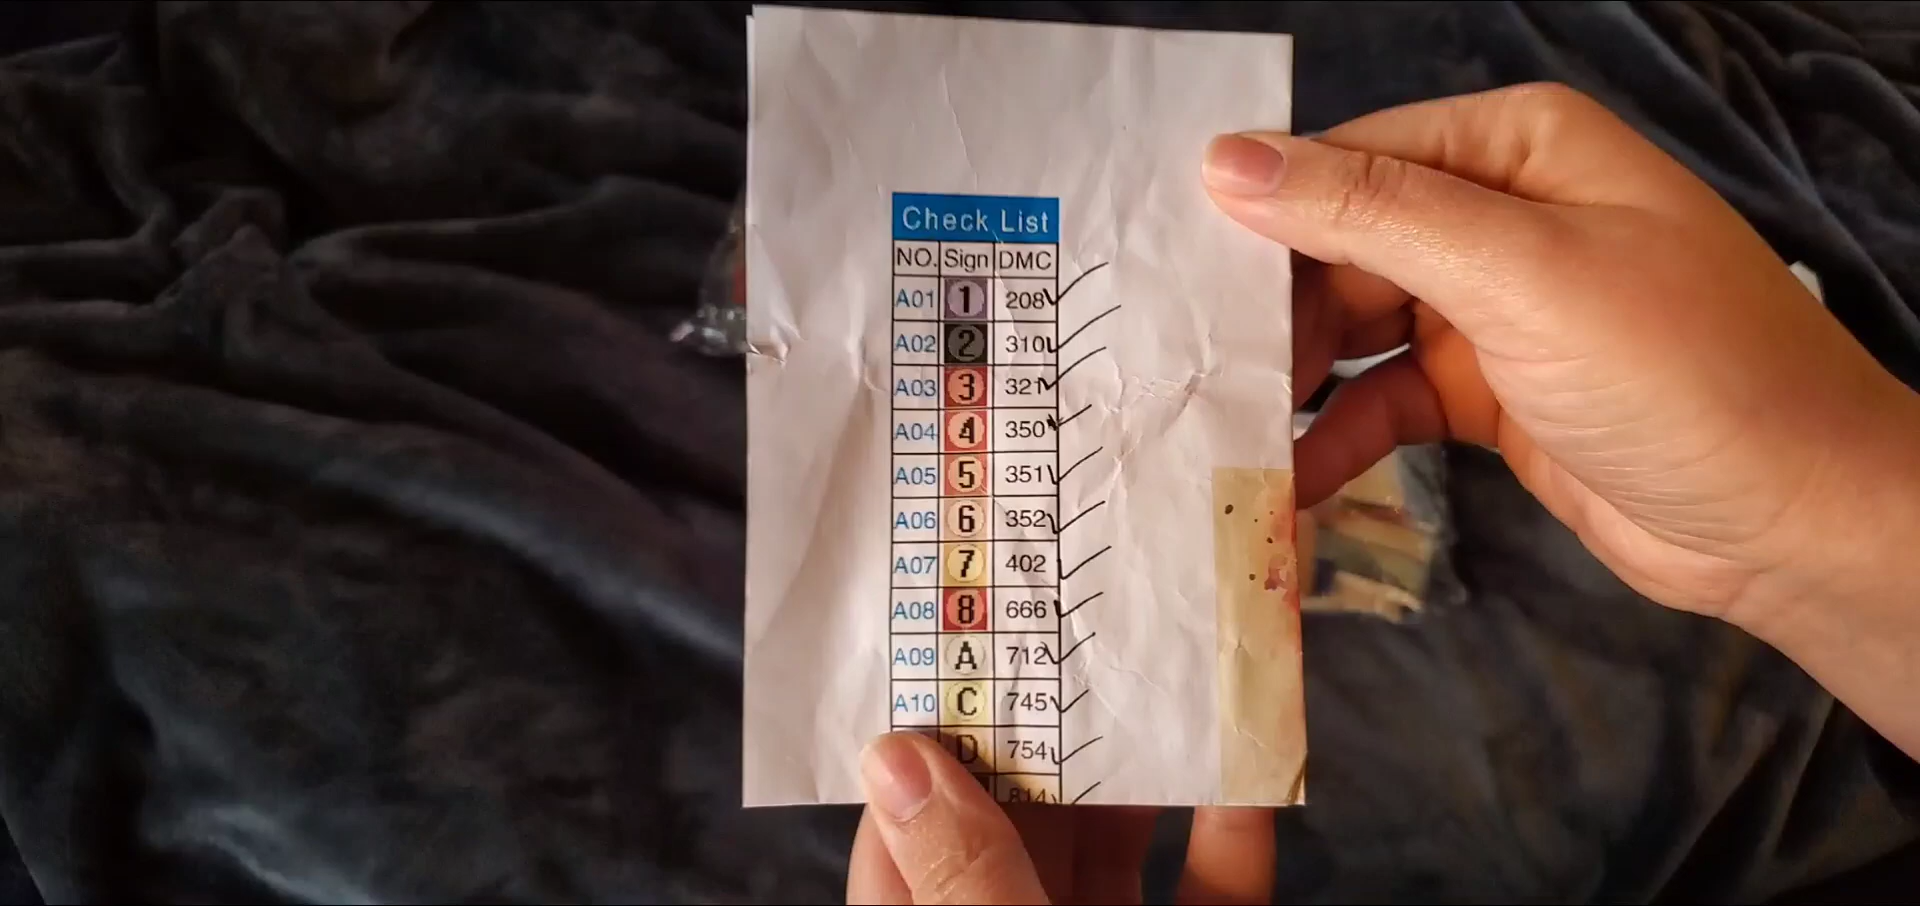 Check List
NO. Sign DMC
A01 1 208
A02 2 310
A03 3 321
A04 4 350
A05 5 351
A06 6 352
A07 7 402
A08 8 666
A09 A 712
A10 C 745
D 754
814